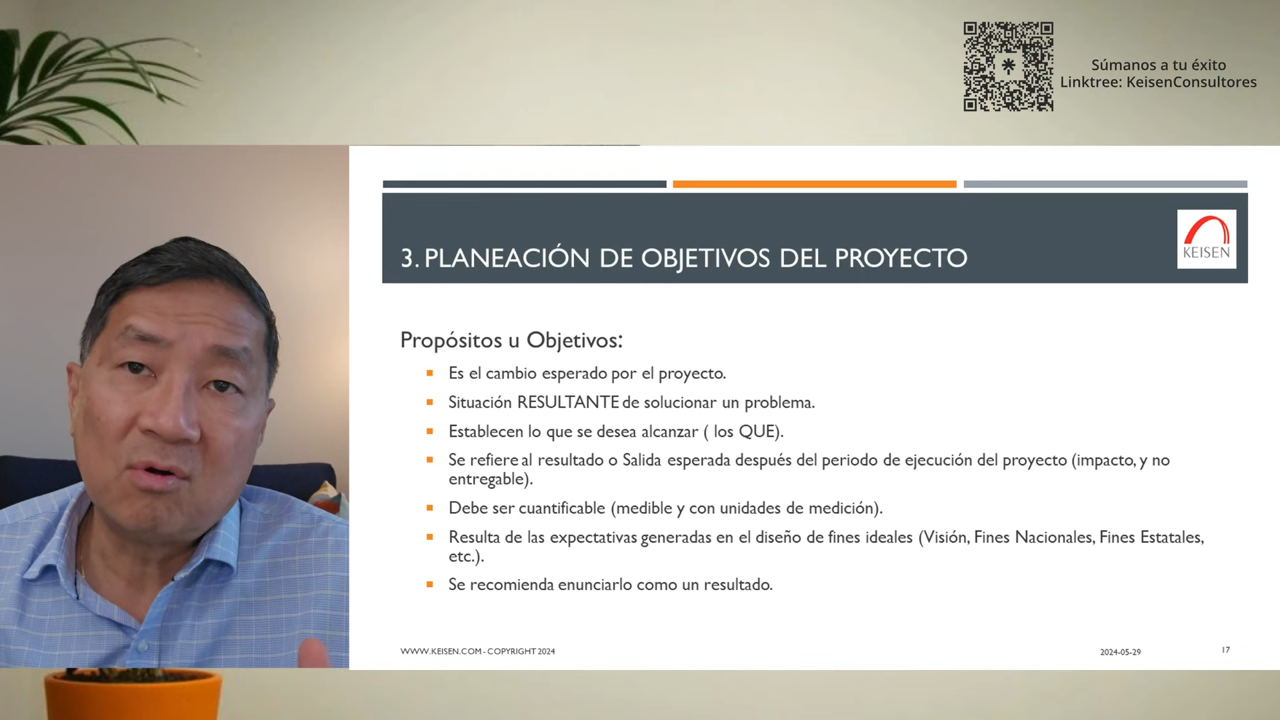 Súmanos a tu éxito
Linktree: KeisenConsultores
3. PLANEACIÓN DE OBJETIVOS DEL PROYECTO
KEISEN
Propósitos u Objetivos:
Es el cambio esperado por el proyecto.
Situación RESULTANTE de solucionar un problema.
Establecen lo que se desea alcanzar ( los QUE).
Se refiere al resultado o Salida esperada después del periodo de ejecución del proyecto (impacto, y no
entregable).
Debe ser cuantificable (medible y con unidades de medición).
Resulta de las expectativas generadas en el diseño de fines ideales (Visión, Fines Nacionales, Fines Estatales,
etc.).
Se recomienda enunciarlo como un resultado.
WWW.KEISEN.COM - COPYRIGHT 2024
2024-05-29
17